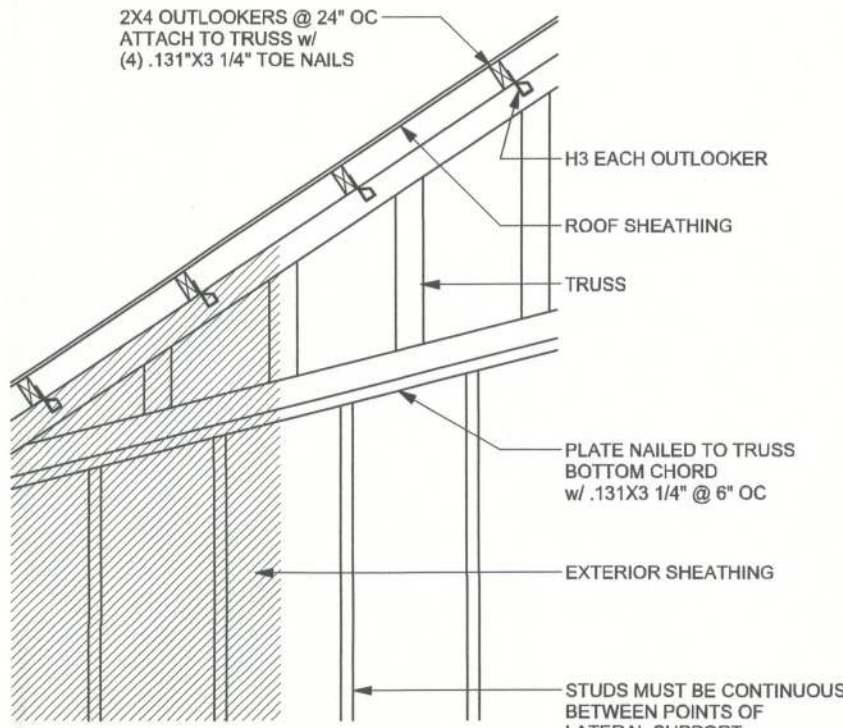 2X4 OUTLOOKERS @ 24" OC
ATTACH TO TRUSS w/
(4) .131"X3 1/4" TOE NAILS
H3 EACH OUTLOOKER
ROOF SHEATHING
TRUSS
PLATE NAILED TO TRUSS
BOTTOM CHORD
w/ .131X3 1/4" @ 6" OC
EXTERIOR SHEATHING
STUDS MUST BE CONTINUOUS
BETWEEN POINTS OF
LATERAL SUPPORT